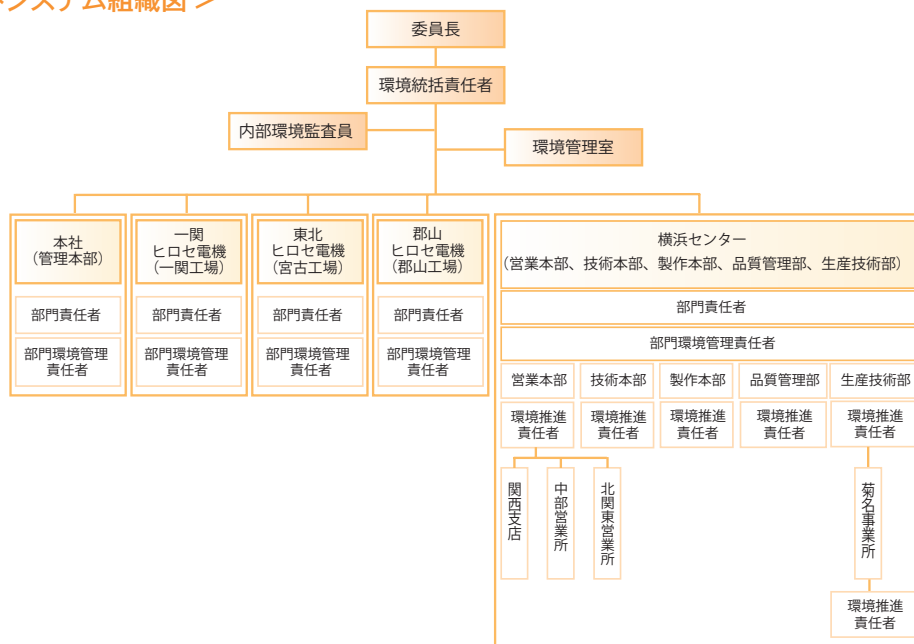 システム組織図 >
委員長
環境統括責任者
内部環境監査員
環境管理室
本社
(管理本部)
部門責任者
部門環境管理
責任者
一関
ヒロセ電機
(一関工場)
部門責任者
部門環境管理
責任者
東北
ヒロセ電機
(宮古工場)
部門責任者
部門環境管理
責任者
郡山
ヒロセ電機
(郡山工場)
部門責任者
部門環境管理
責任者
横浜センター
(営業本部、技術本部、製作本部、品質管理部、生産技術部)
部門責任者
部門環境管理責任者
営業本部
環境推進
責任者
関西支店
中部営業所
北関東営業所
技術本部
環境推進
責任者
製作本部
環境推進
責任者
品質管理部
環境推進
責任者
生産技術部
環境推進
責任者
菊名事業所
環境推進
責任者